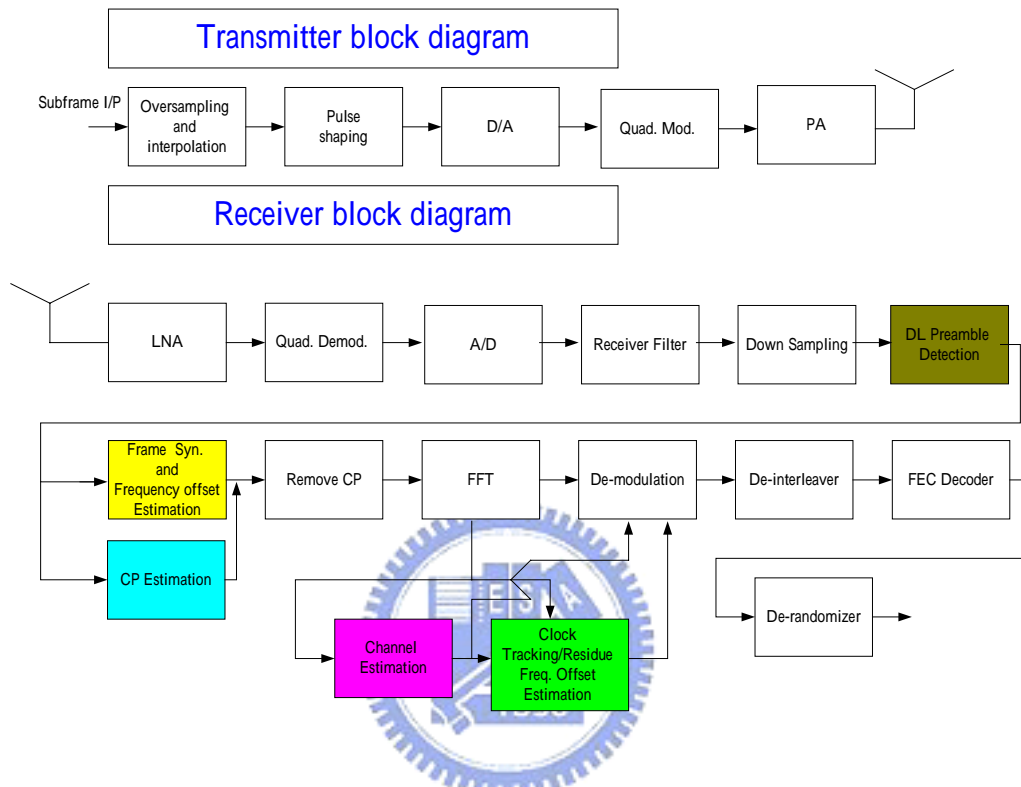 Transmitter block diagram
Subframe I/P
Oversampling
and
interpolation
Pulse
shaping
D/A
Quad. Mod.
PA
Receiver block diagram
LNA
Quad. Demod.
A/D
Receiver Filter
Down Sampling
DL Preamble
Detection
Frame Syn.
and
Frequency offset
Estimation
Remove CP
FFT
De-modulation
De-interleaver
FEC Decoder
CP Estimation
E S A
Channel
Estimation
Clock
Tracking/Residue
Freq. Offset
Estimation
De-randomizer